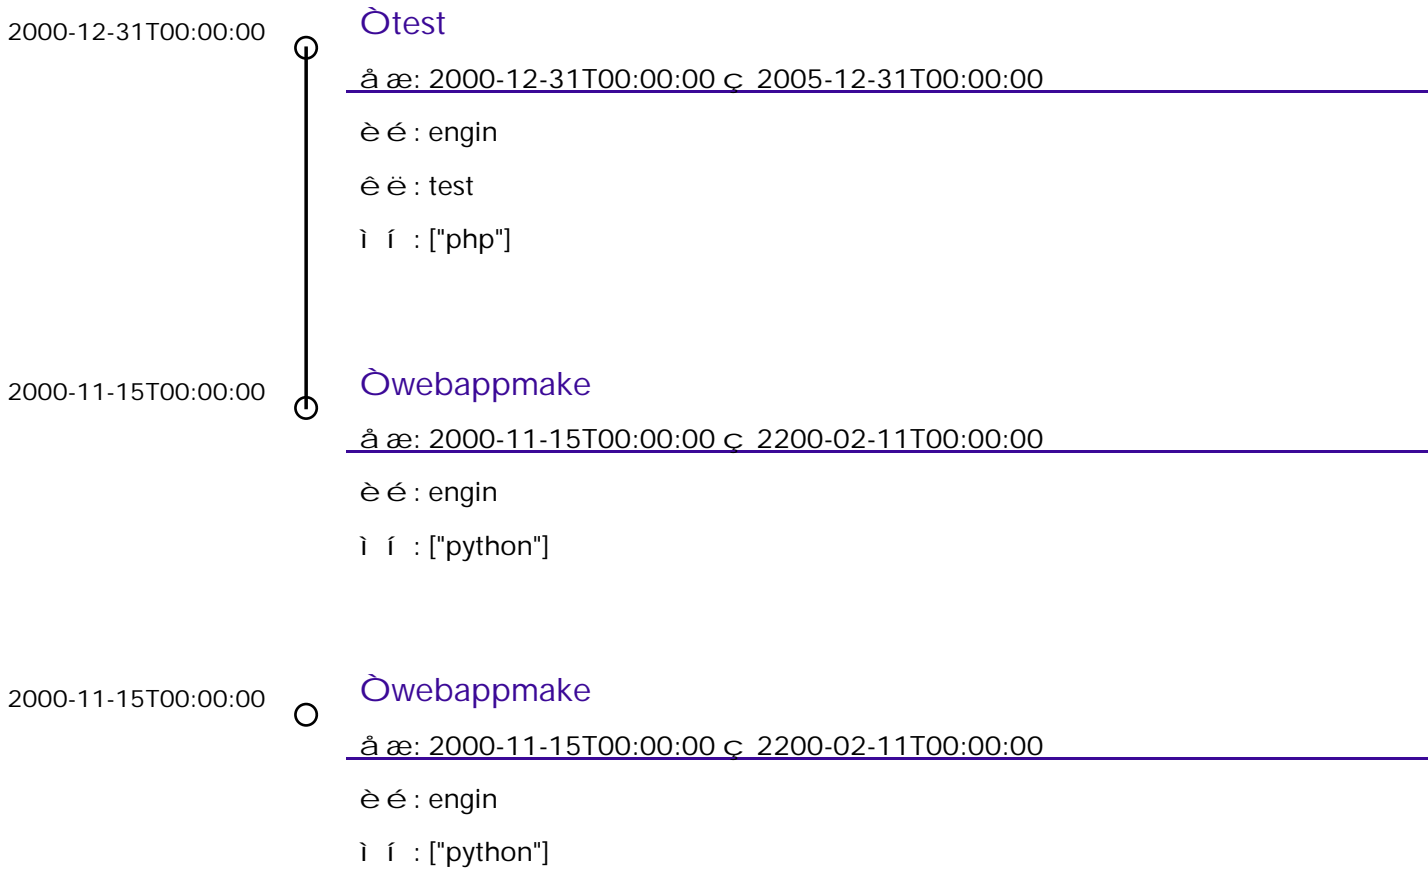 2000-12-31T00:00:00
Òtest
å æ: 2000-12-31T00:00:00 ç 2005-12-31T00:00:00
è é : engin
ê ë : test
ì í : ["php"]
2000-11-15T00:00:00
Òwebappmake
å æ: 2000-11-15T00:00:00 ç 2200-02-11T00:00:00
è é : engin
ì í : ["python"]
2000-11-15T00:00:00
Òwebappmake
å æ: 2000-11-15T00:00:00 ç 2200-02-11T00:00:00
è é : engin
ì í : ["python"]